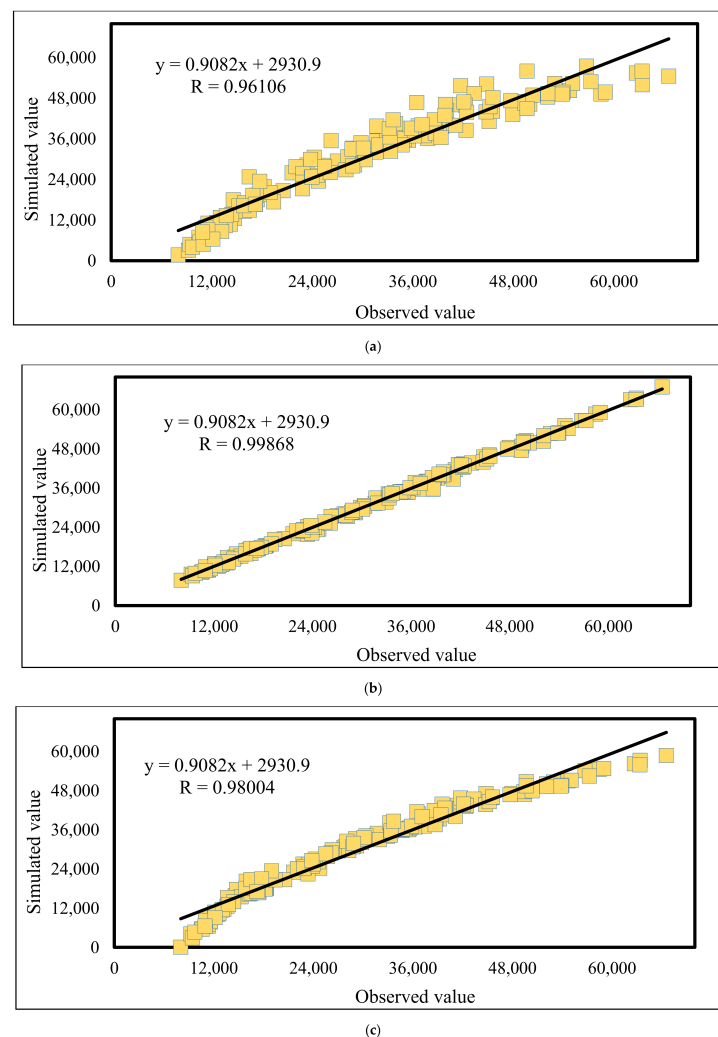 y = 0.9082x + 2930.9
R = 0.96106
60,000
48,000
36,000
24,000
12,000
0
Simulated value
0 12,000 24,000 36,000 48,000 60,000
Observed value
(a)
y = 0.9082x + 2930.9
R = 0.99868
60,000
48,000
36,000
24,000
12,000
0
Simulated value
0 12,000 24,000 36,000 48,000 60,000
Observed value
(b)
y = 0.9082x + 2930.9
R = 0.98004
60,000
48,000
36,000
24,000
12,000
0
Simulated value
0 12,000 24,000 36,000 48,000 60,000
Observed value
(c)